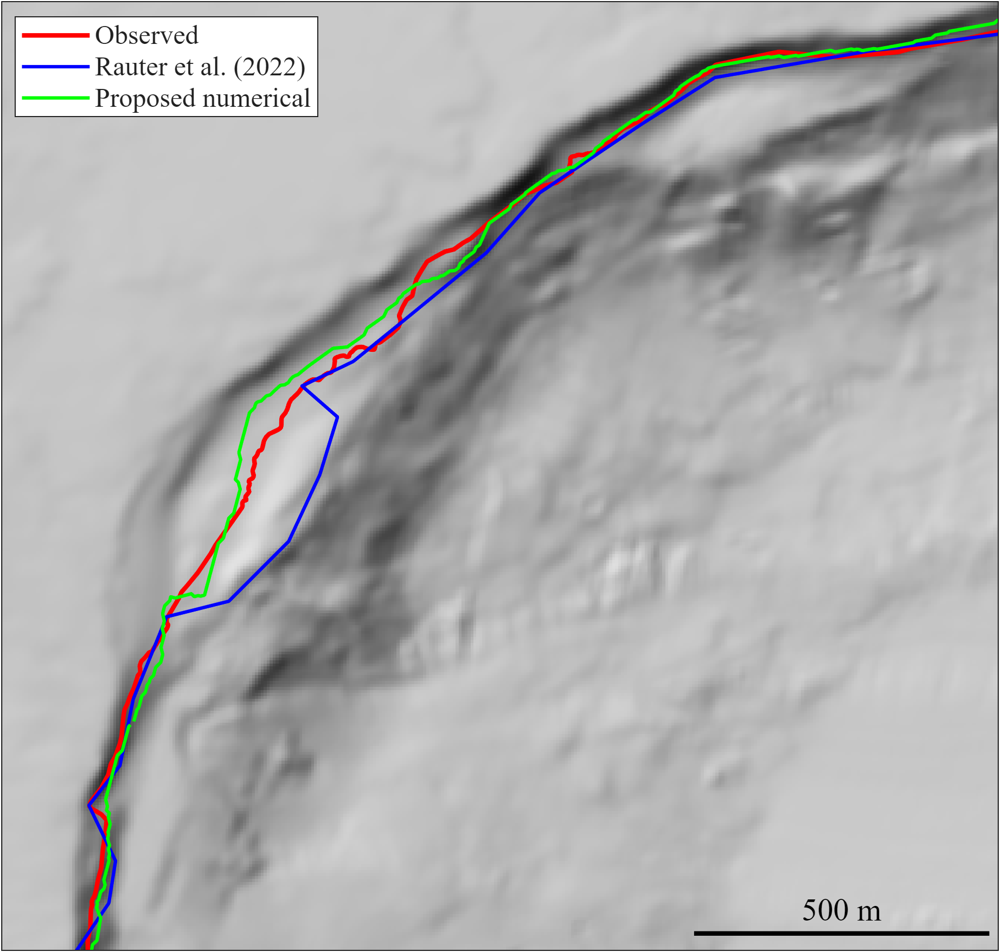 Observed
Rauter et al. (2022)
Proposed numerical
500 m